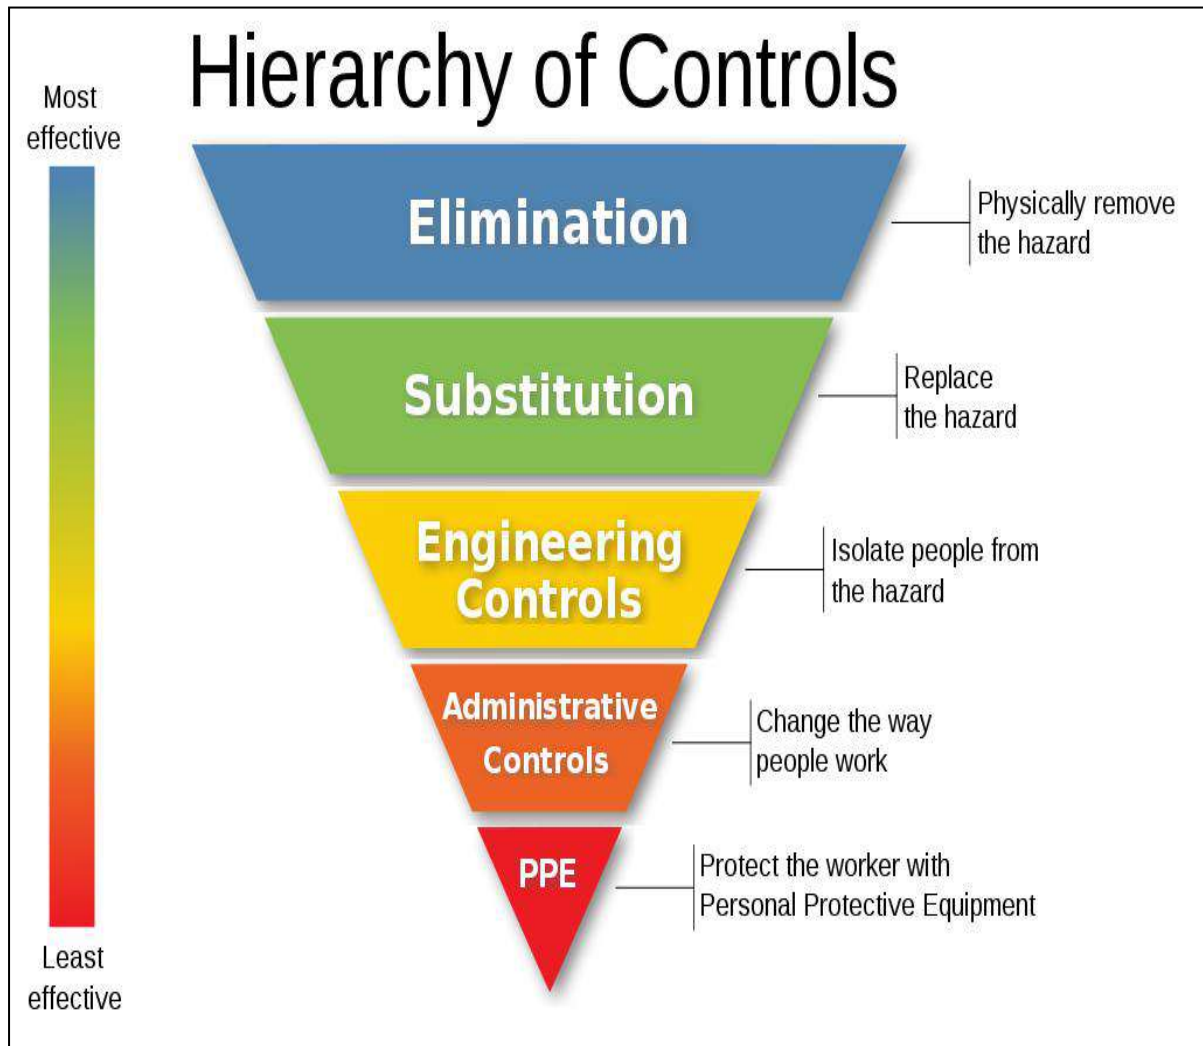 Hierarchy of Controls
Most
effective
Elimination
Physically remove
the hazard
Substitution
Replace
the hazard
Engineering
Controls
Isolate people from
the hazard
Administrative
Controls
Change the way
people work
PPE
Protect the worker with
Personal Protective Equipment
Least
effective